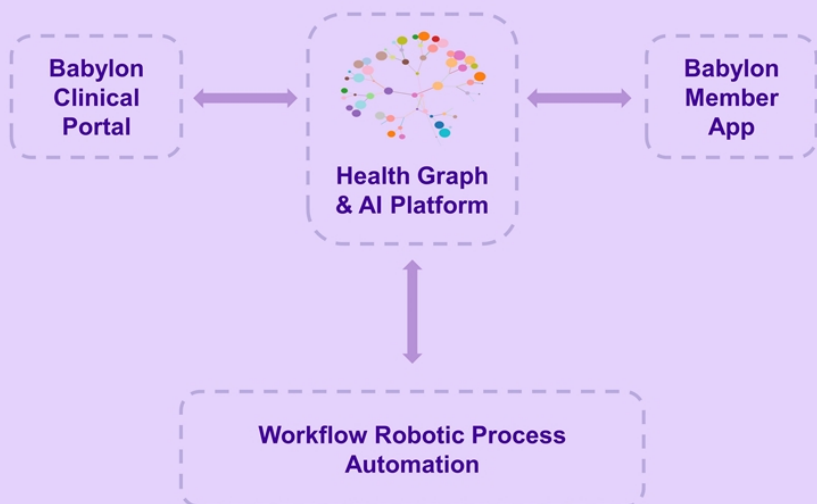 Babylon
Clinical
Portal
Health Graph
& AI Platform
Babylon
Member
App
Workflow Robotic Process
Automation